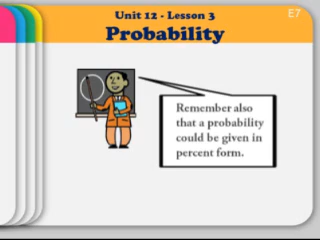 Unit 12 - Lesson 3
E7
Probability
Remember also
that a probability
could be given in
percent form.